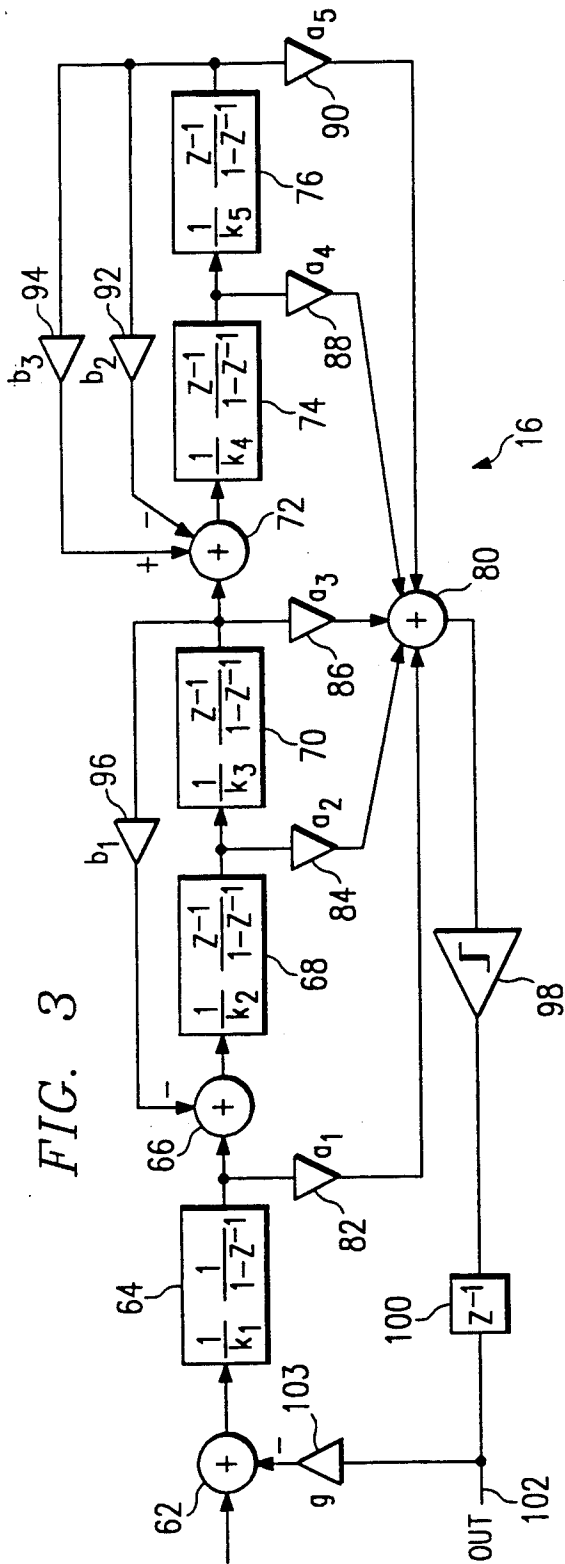 FIG. 3
94
b3
92
b2
96
b1
64
1/k1 1/1-Z-1
66
+
-
1/k2 Z-1/1-Z-1
68
1/k3 Z-1/1-Z-1
70
+
-
+
72
1/k4 Z-1/1-Z-1
74
1/k5 Z-1/1-Z-1
76
62
+
-
g
103
a1
82
a2
84
a3
86
a4
88
a5
90
+
80
16
100
Z-1
98
OUT
102